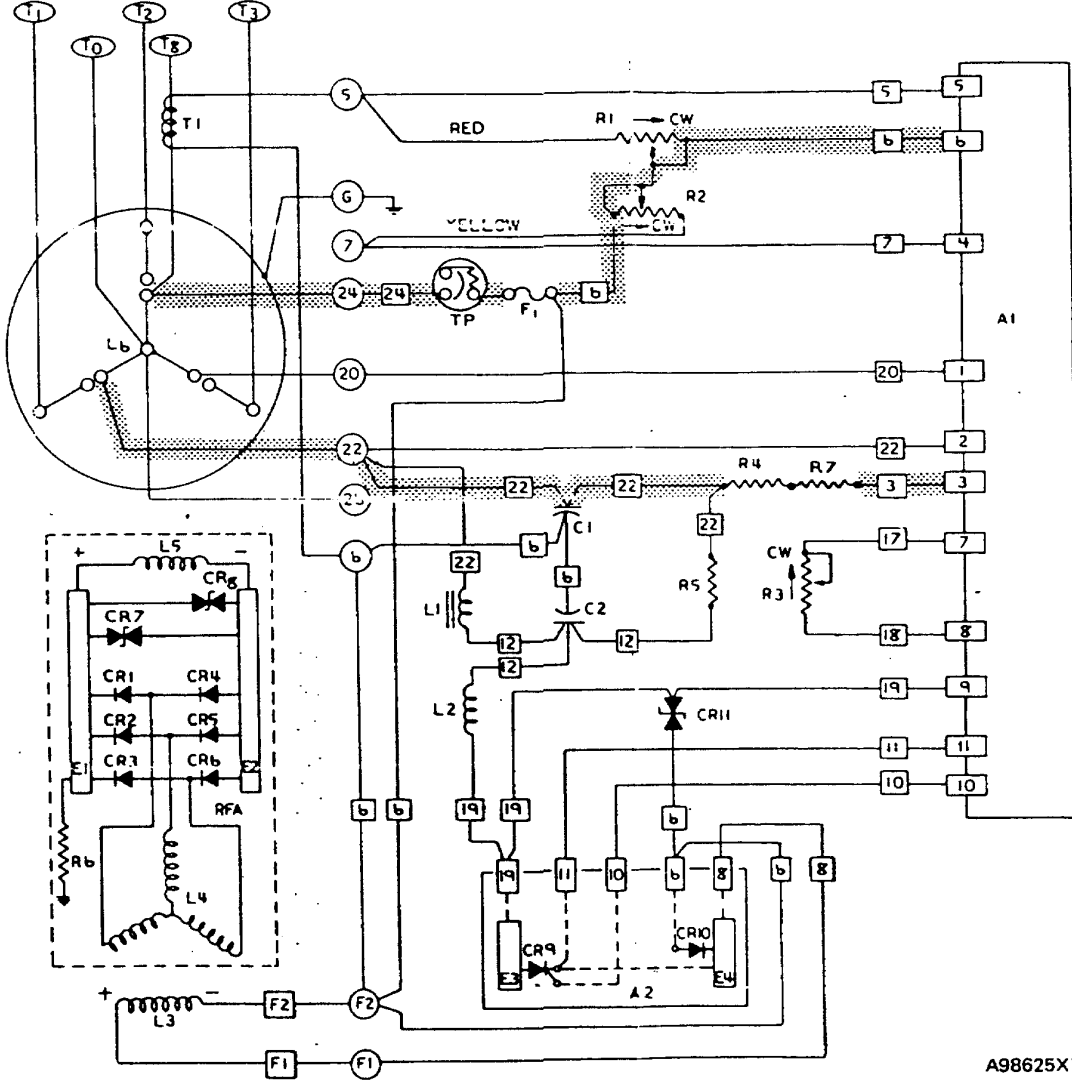 T1 T2 T3
T0 T8
T1 5 5 5
RED R1 CW 6 6
G R2
YELLOW CW
7 7 4
24 24 6
TP F1
A1
L6
20 20 1
22 22 2
22 22 R4 R7 3 3
C1
6 6
17 7
22 22
L5
+ -
CR8
CR7
CW
R3
6
R5
L1 C2
12 12
18 8
12
CR1 CR4
CR2 CR5
CR3 CR6
E1 E2
RFA
R6
L4
L2
19 9
CR11
11 11
10 10
6 6 19 19 6
19 11 10 6 8 6 8
CR9 CR10
E3 E4
A2
+ -
L3 F2 F2
F1 F1
A98625X